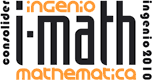 consolider
ingenio
i·math
mathematica
ingenio 2010